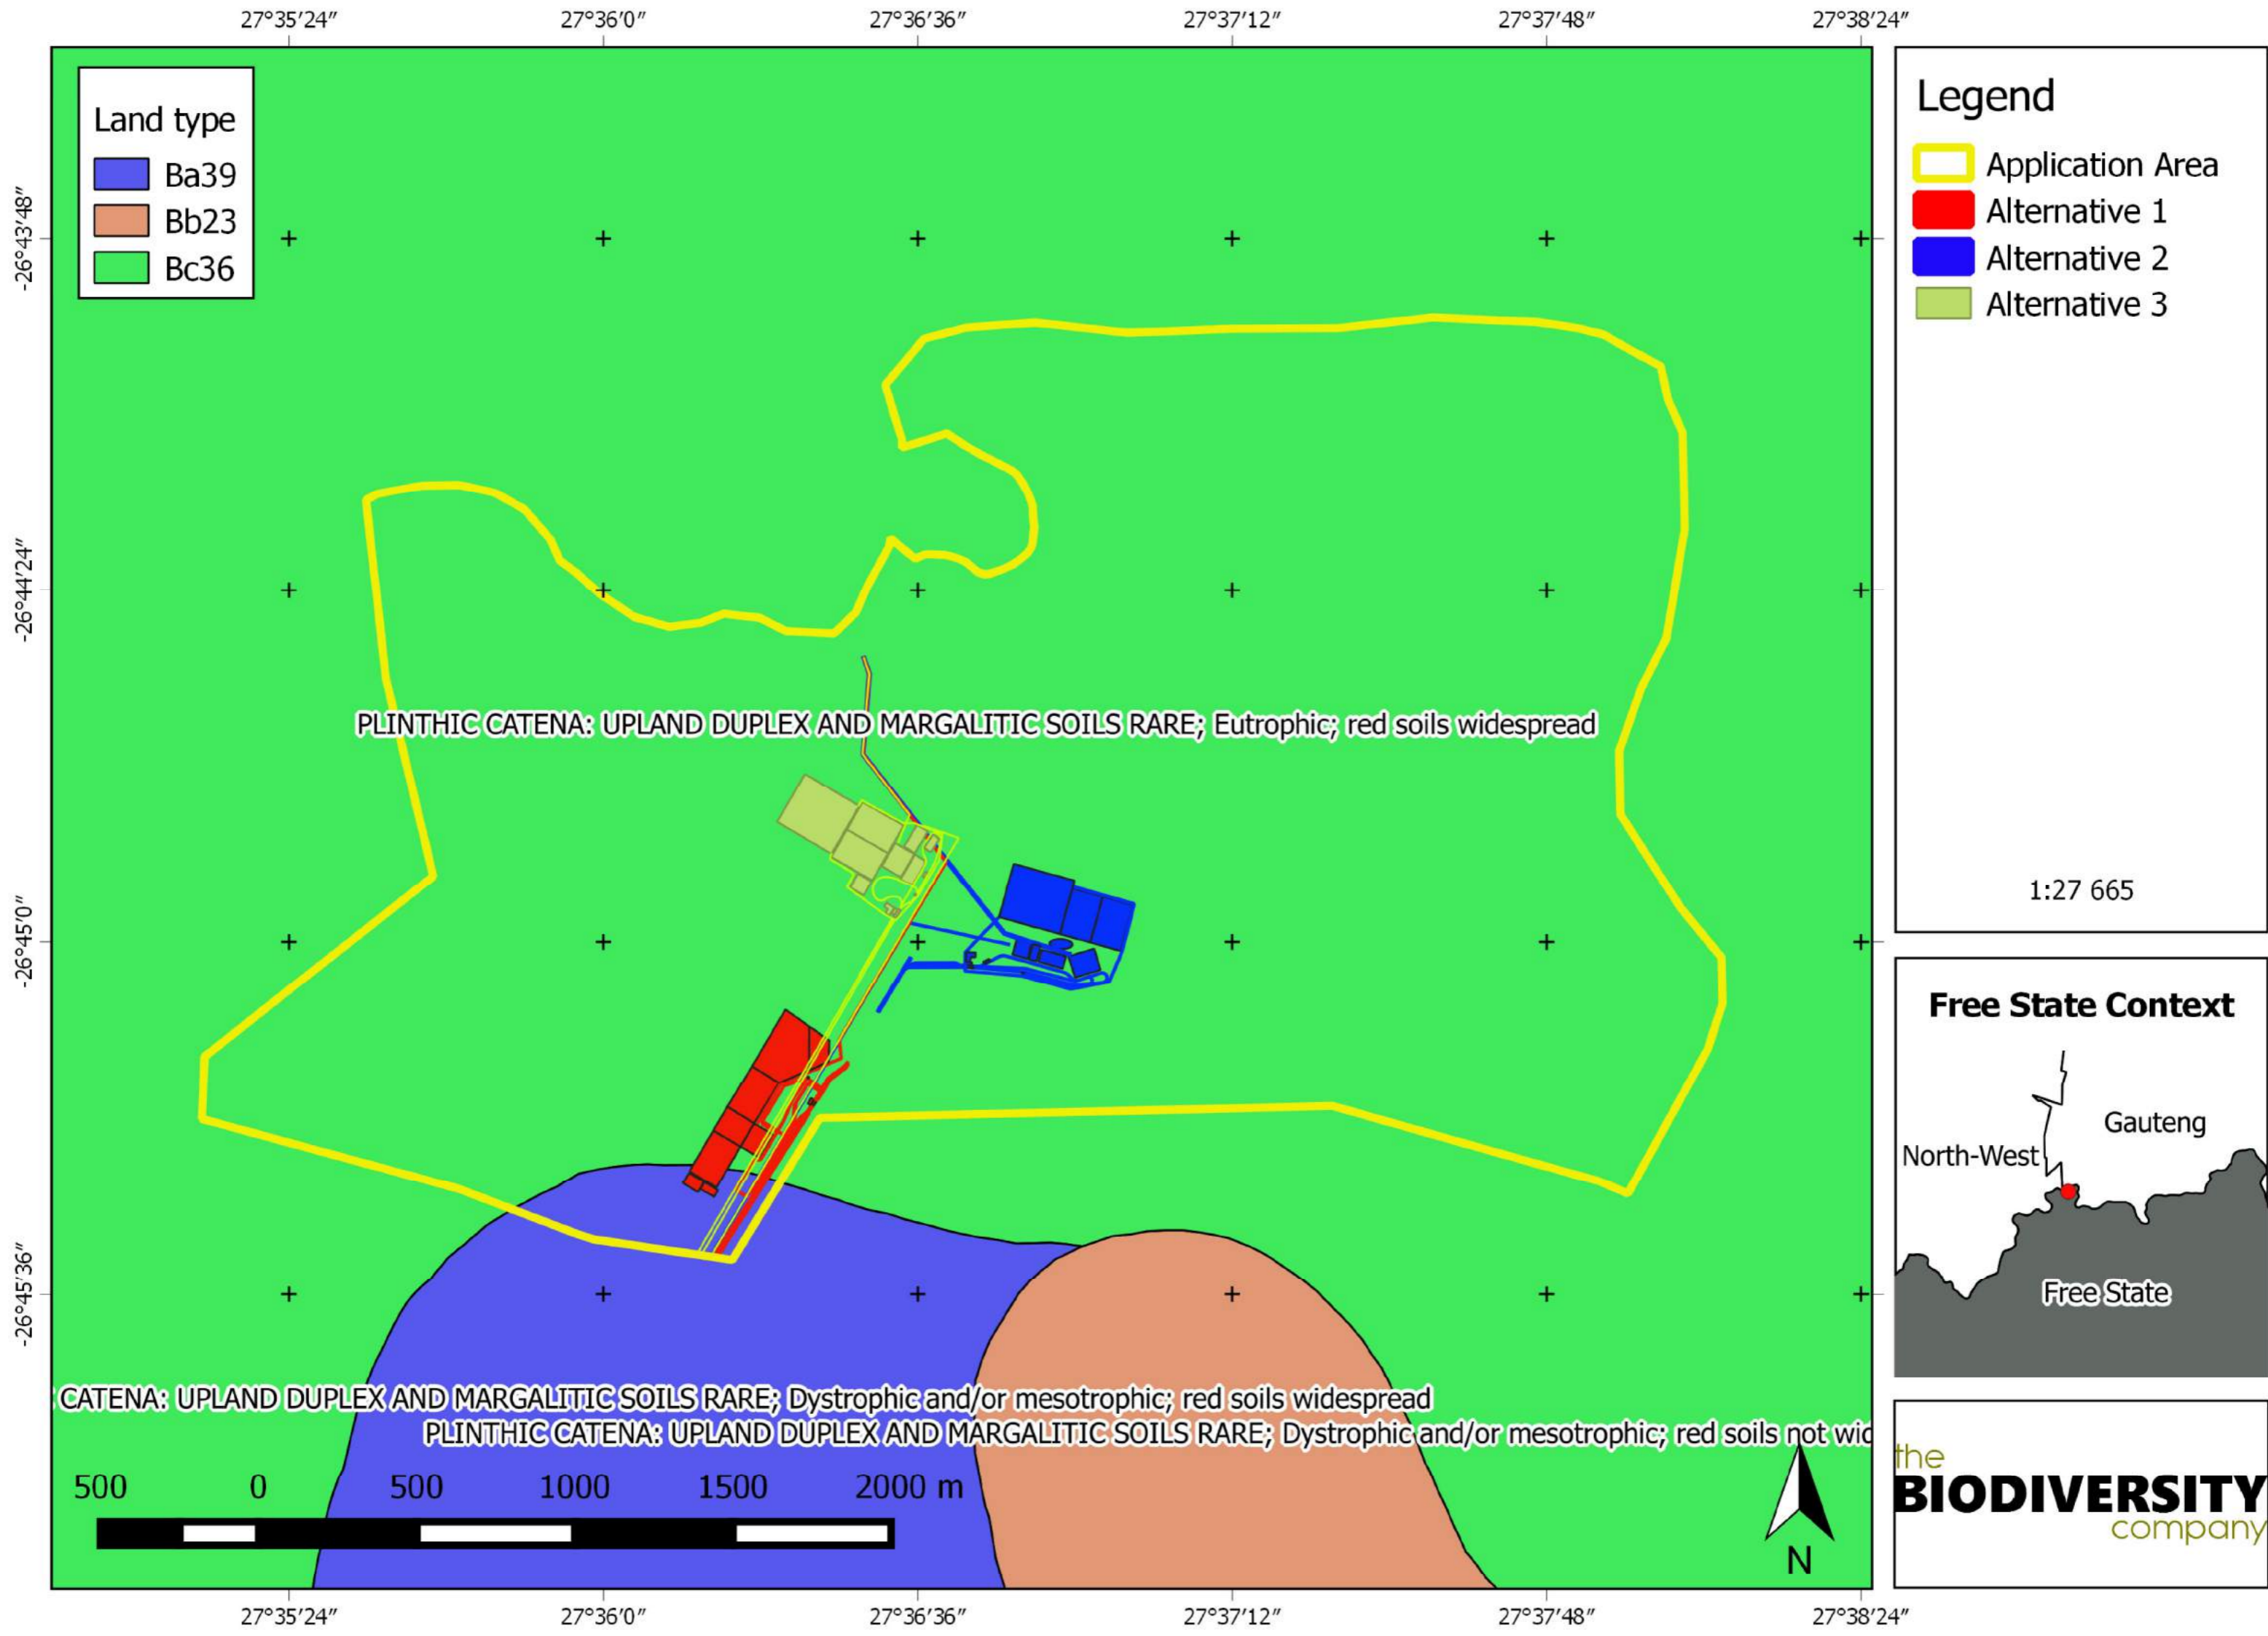 27°35′24″ 27°36′0″ 27°36′36″ 27°37′12″ 27°37′48″ 27°38′24″
-26°43′48″
-26°44′24″
-26°45′0″
-26°45′36″
Land type
Ba39
Bb23
Bc36
PLINTHIC CATENA: UPLAND DUPLEX AND MARGALITIC SOILS RARE; Eutrophic; red soils widespread
CATENA: UPLAND DUPLEX AND MARGALITIC SOILS RARE; Dystrophic and/or mesotrophic; red soils widespread
PLINTHIC CATENA: UPLAND DUPLEX AND MARGALITIC SOILS RARE; Dystrophic and/or mesotrophic; red soils not wid
500 0 500 1000 1500 2000 m
N
27°35′24″ 27°36′0″ 27°36′36″ 27°37′12″ 27°37′48″ 27°38′24″
Legend
Application Area
Alternative 1
Alternative 2
Alternative 3
1:27 665
Free State Context
Gauteng
North-West
Free State
the
BIODIVERSITY
company